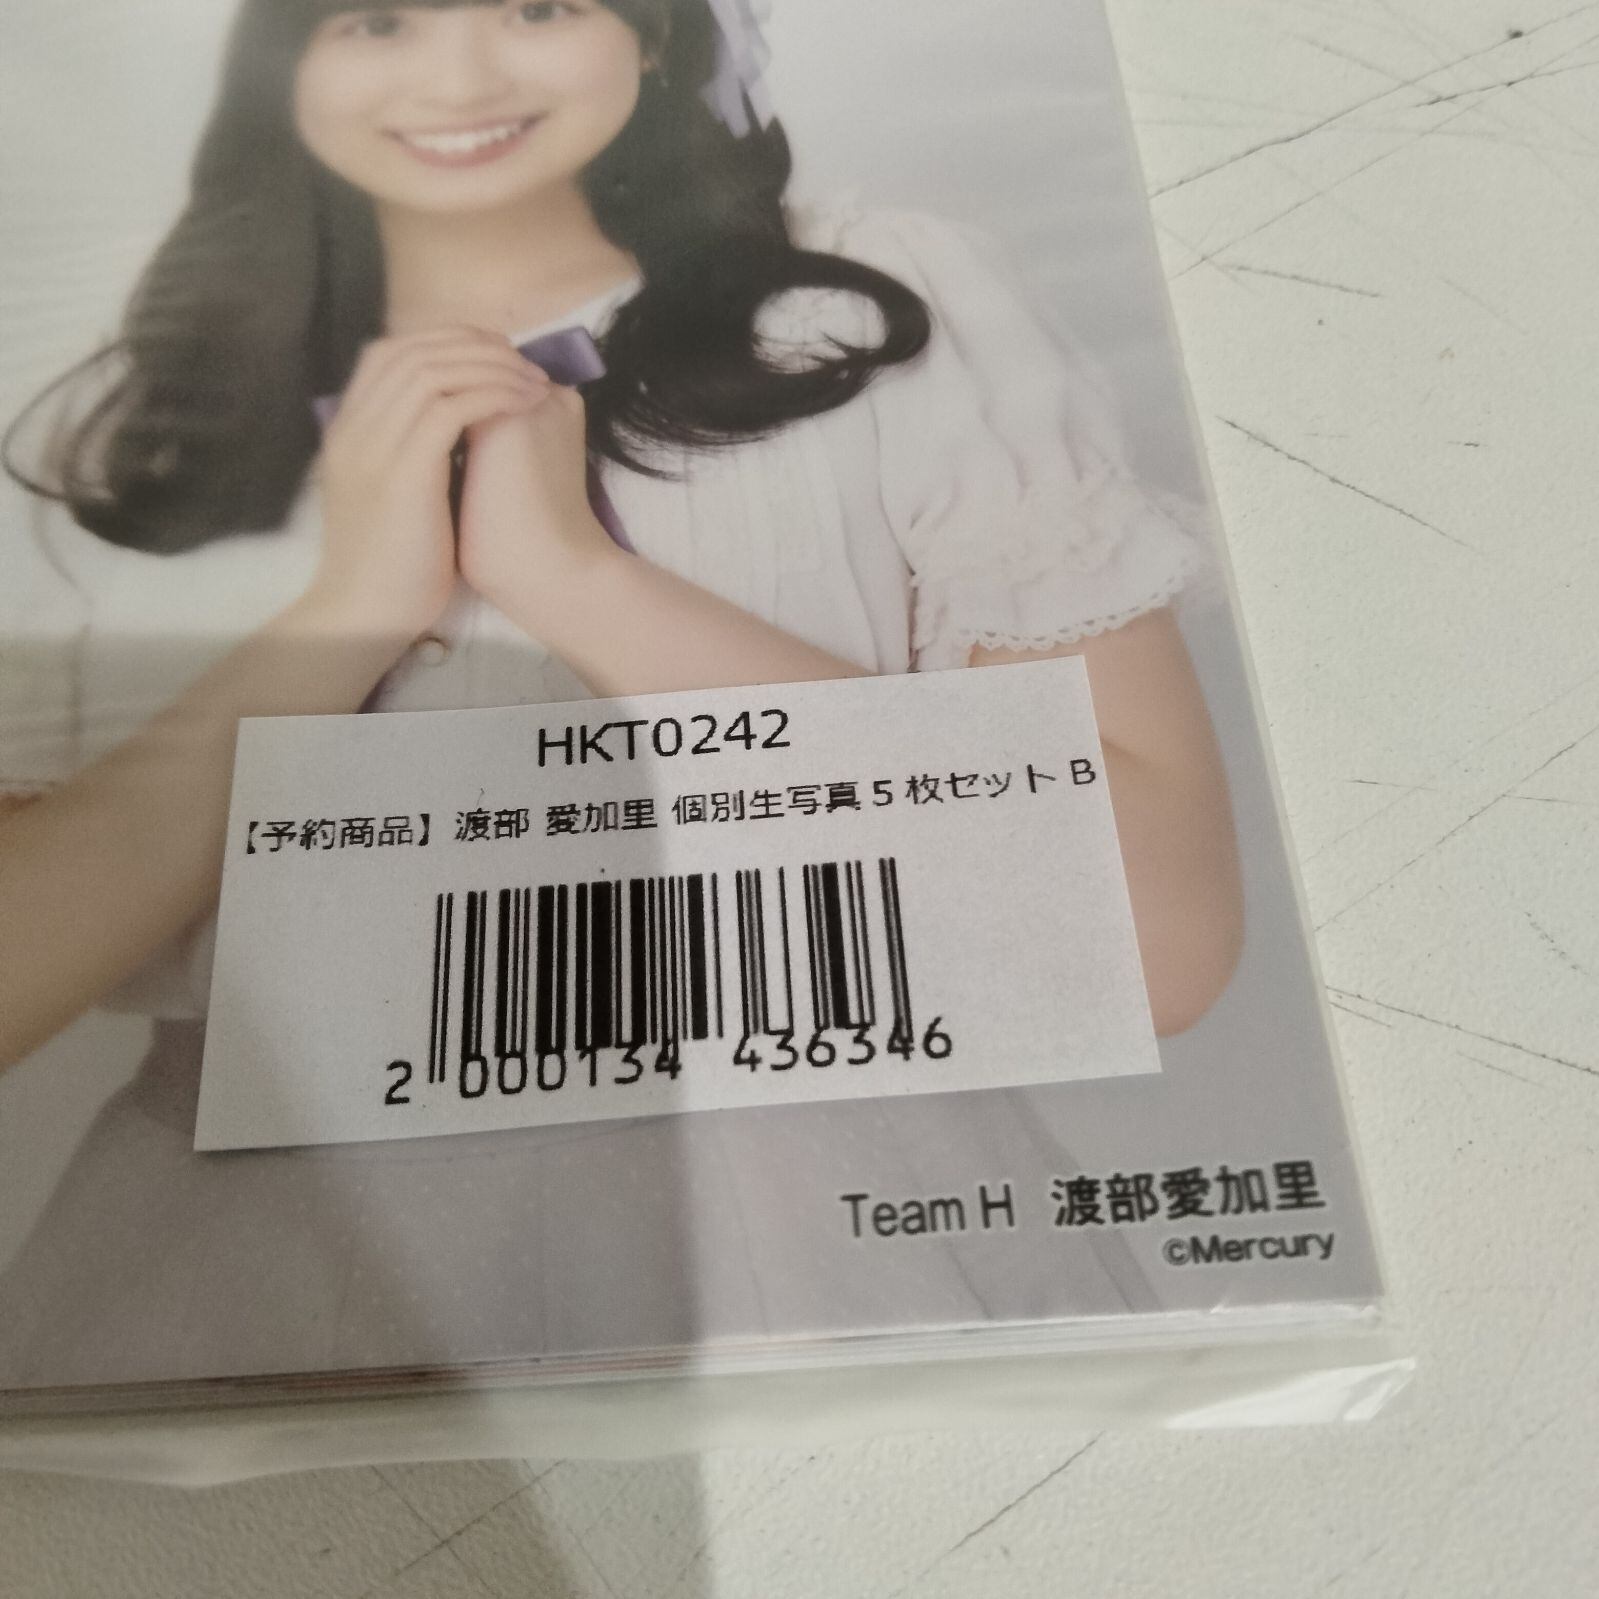 HKT0242
【予約商品】渡部 愛加里 個別生写真5枚セット B
2 000134 436346
Team H 渡部愛加里
©Mercury